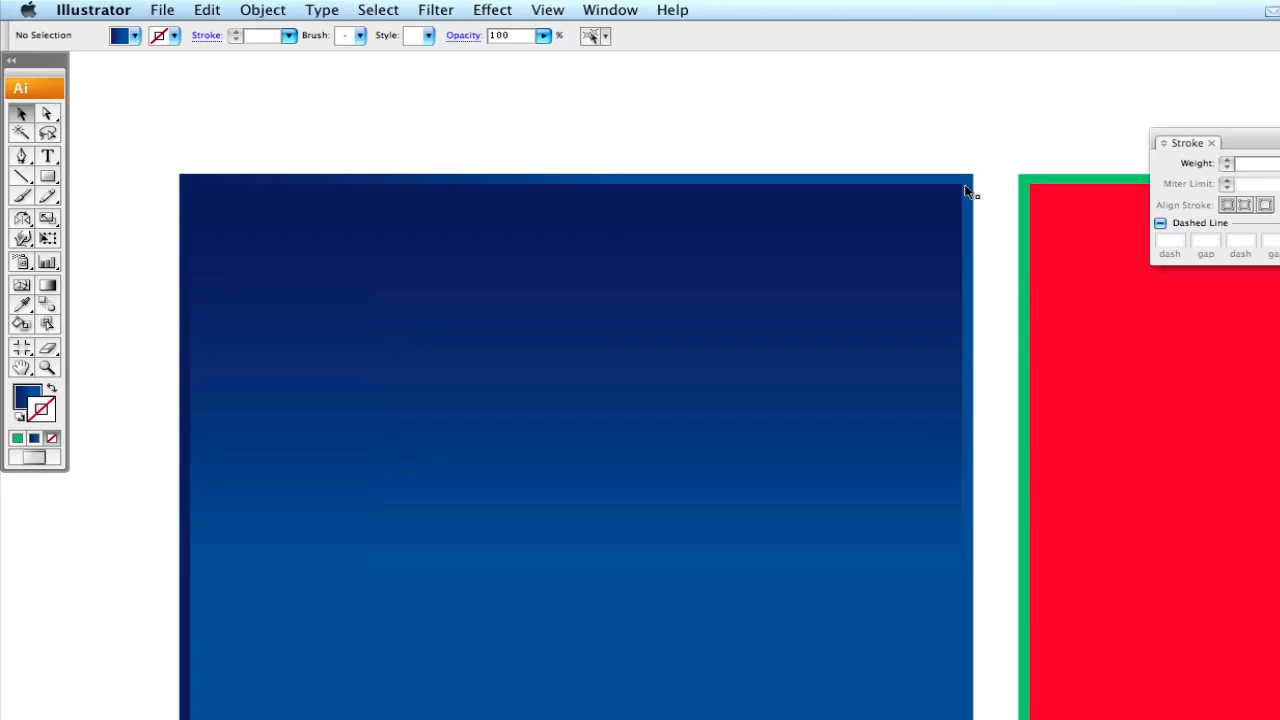 Illustrator File Edit Object Type Select Filter Effect View Window Help
No Selection Stroke: Brush: Style: Opacity: 100 %
Ai
Stroke
Weight:
Miter Limit:
Align Stroke:
Dashed Line
dash gap dash